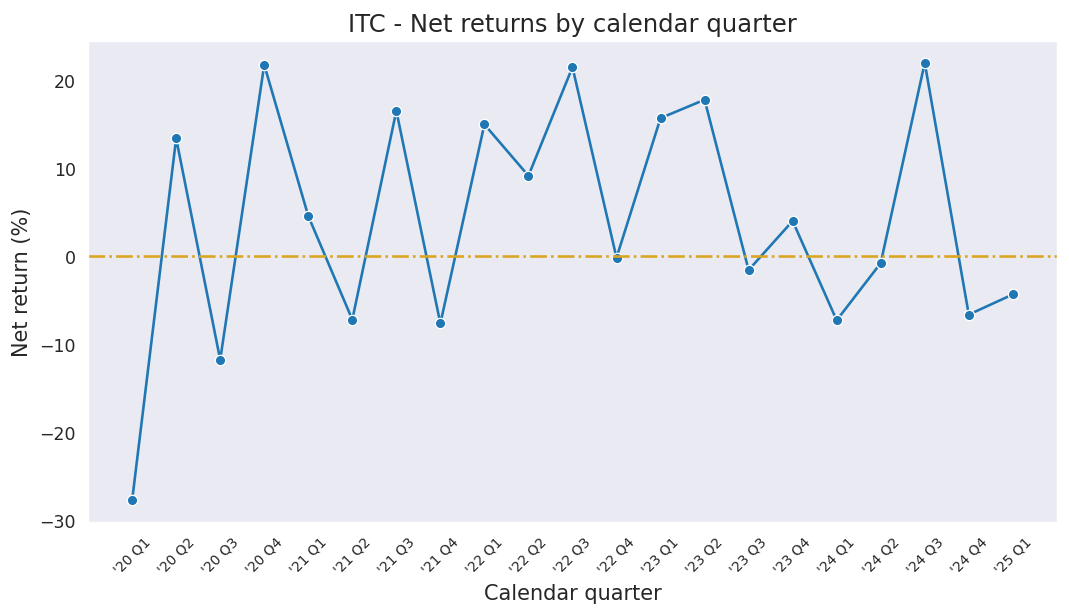 ITC - Net returns by calendar quarter
Net return (%)
20
10
0
−10
−20
−30
'20 Q1
'20 Q2
'20 Q3
'20 Q4
'21 Q1
'21 Q2
'21 Q3
'21 Q4
'22 Q1
'22 Q2
'22 Q3
'22 Q4
'23 Q1
'23 Q2
'23 Q3
'23 Q4
'24 Q1
'24 Q2
'24 Q3
'24 Q4
'25 Q1
Calendar quarter